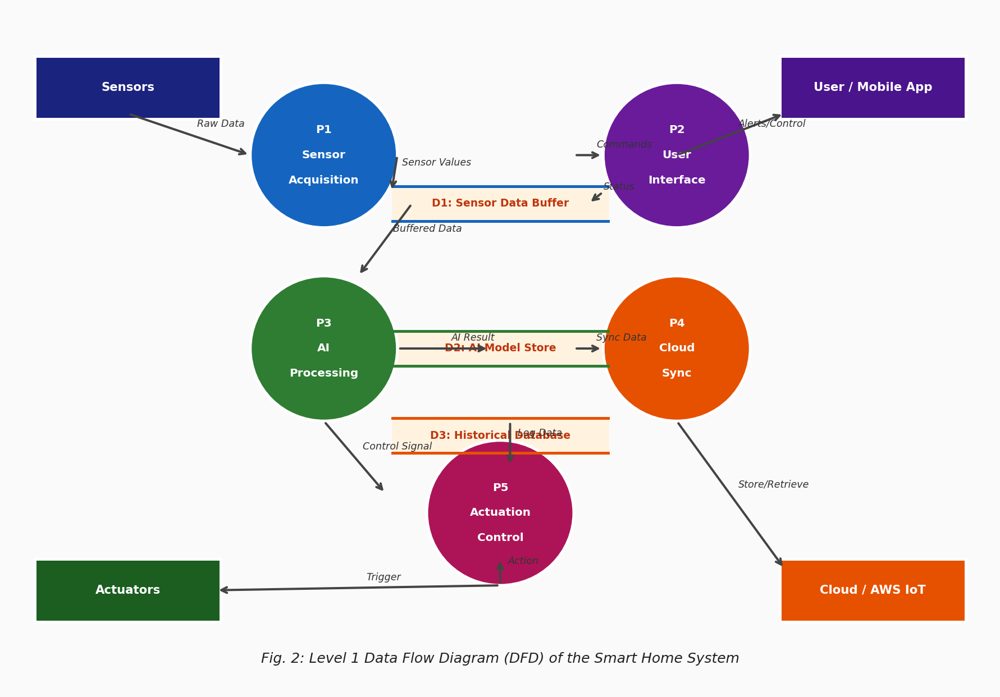 Sensors
User / Mobile App
Raw Data
Alerts/Control
P1
Sensor
Acquisition
P2
User
Interface
Commands
Sensor Values
Status
D1: Sensor Data Buffer
Buffered Data
P3
AI
Processing
AI Result
D2: AI Model Store
Sync Data
P4
Cloud
Sync
Log Data
D3: Historical Database
Control Signal
P5
Actuation
Control
Store/Retrieve
Action
Trigger
Actuators
Cloud / AWS IoT
Fig. 2: Level 1 Data Flow Diagram (DFD) of the Smart Home System